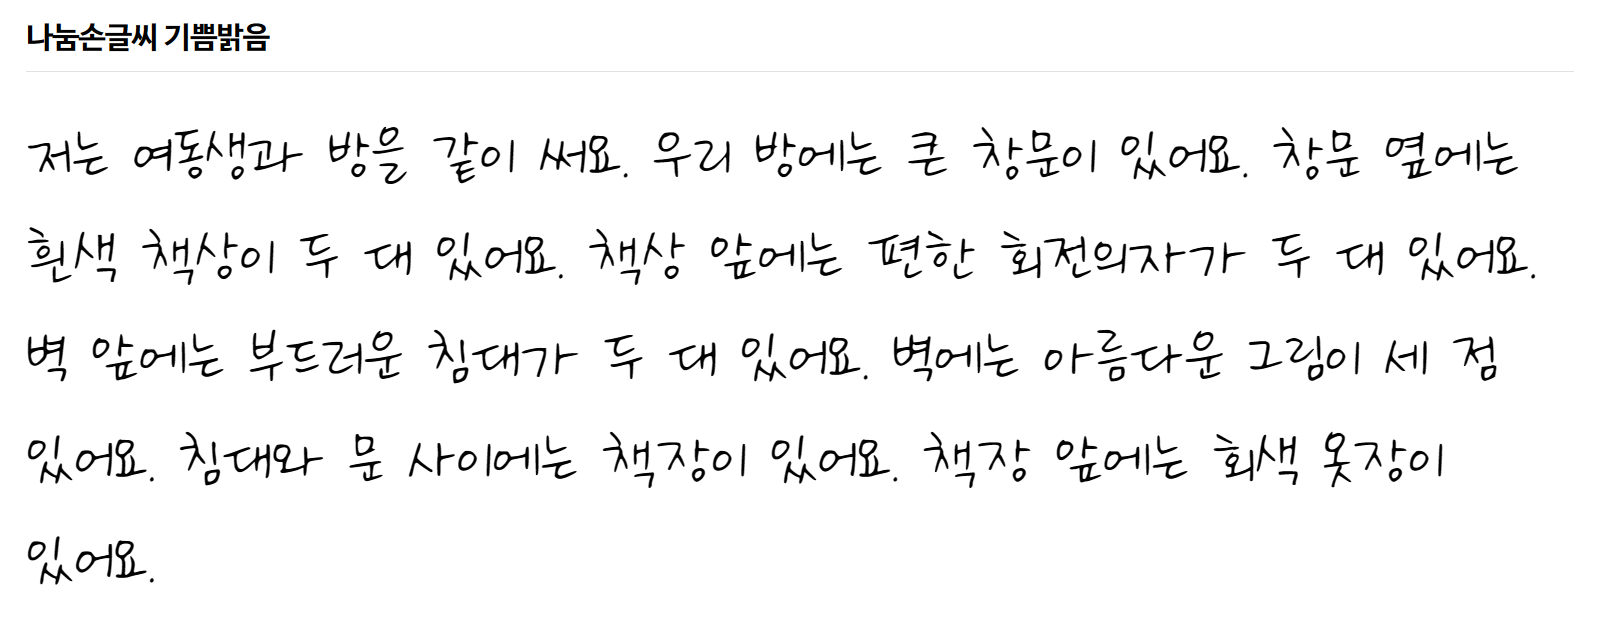 나눔손글씨 기쁨밝음
저는 여동생과 방을 같이 써요. 우리 방에는 큰 창문이 있어요. 창문 옆에는
흰색 책상이 두 대 있어요. 책상 앞에는 편한 회전의자가 두 대 있어요.
벽 앞에는 부드러운 침대가 두 대 있어요. 벽에는 아름다운 그림이 세 점
있어요. 침대와 문 사이에는 책장이 있어요. 책장 앞에는 회색 옷장이
있어요.